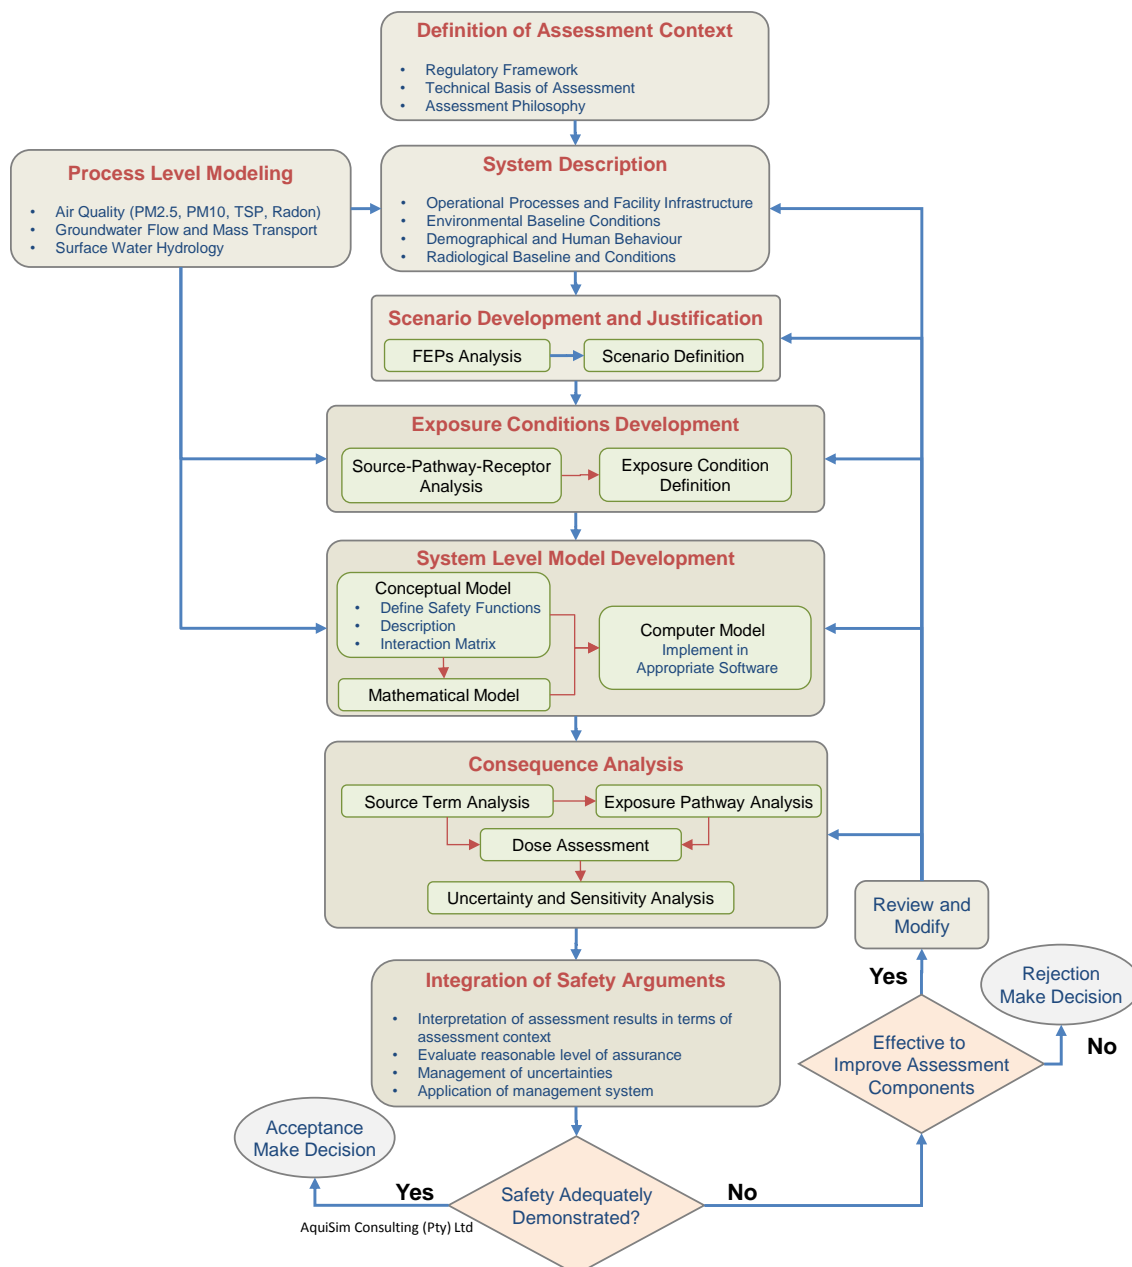 Definition of Assessment Context
• Regulatory Framework
• Technical Basis of Assessment
• Assessment Philosophy
Process Level Modeling
• Air Quality (PM2.5, PM10, TSP, Radon)
• Groundwater Flow and Mass Transport
• Surface Water Hydrology
System Description
• Operational Processes and Facility Infrastructure
• Environmental Baseline Conditions
• Demographical and Human Behaviour
• Radiological Baseline and Conditions
Scenario Development and Justification
FEPs Analysis
Scenario Definition
Exposure Conditions Development
Source-Pathway-Receptor
Analysis
Exposure Condition
Definition
System Level Model Development
Conceptual Model
• Define Safety Functions
• Description
• Interaction Matrix
Mathematical Model
Computer Model
Implement in
Appropriate Software
Consequence Analysis
Source Term Analysis
Exposure Pathway Analysis
Dose Assessment
Uncertainty and Sensitivity Analysis
Review and
Modify
Yes
Rejection
Make Decision
No
Effective to
Improve Assessment
Components
Integration of Safety Arguments
• Interpretation of assessment results in terms of
assessment context
• Evaluate reasonable level of assurance
• Management of uncertainties
• Application of management system
Acceptance
Make Decision
Yes
Safety Adequately
Demonstrated?
No
AquiSim Consulting (Pty) Ltd